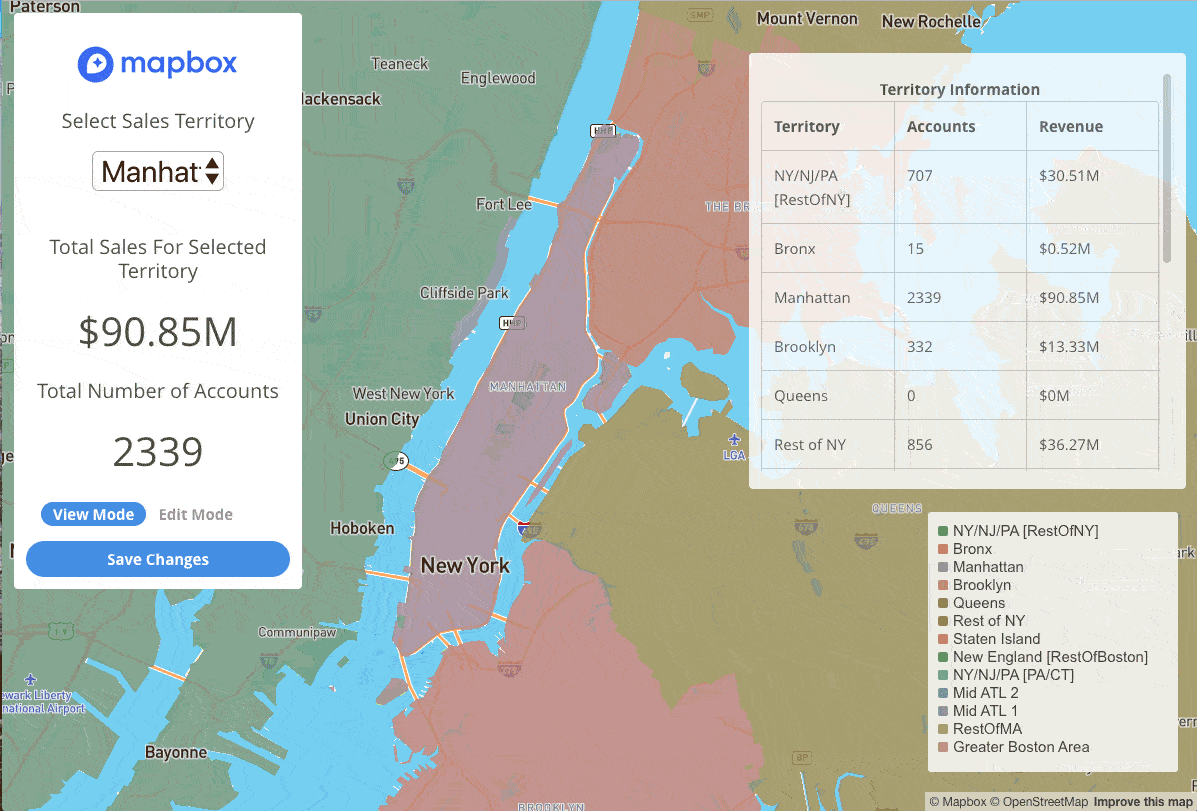 Paterson
mapbox
Select Sales Territory
Manhat
Total Sales For Selected
Territory
$90.85M
Total Number of Accounts
2339
View Mode
Edit Mode
Save Changes
Teaneck
Englewood
Hackensack
Fort Lee
Cliffside Park
West New York
Union City
Hoboken
New York
MANHATTAN
Communipaw
Bayonne
BROOKLYN
QUEENS
LGA
HHP
HHP
SMP
BP
Mount Vernon
New Rochelle
Territory Information
Territory Accounts Revenue
NY/NJ/PA 707 $30.51M
[RestOfNY]
Bronx 15 $0.52M
Manhattan 2339 $90.85M
Brooklyn 332 $13.33M
Queens 0 $0M
Rest of NY 856 $36.27M
NY/NJ/PA [RestOfNY]
Bronx
Manhattan
Brooklyn
Queens
Rest of NY
Staten Island
New England [RestOfBoston]
NY/NJ/PA [PA/CT]
Mid ATL 2
Mid ATL 1
RestOfMA
Greater Boston Area
© Mapbox © OpenStreetMap Improve this map